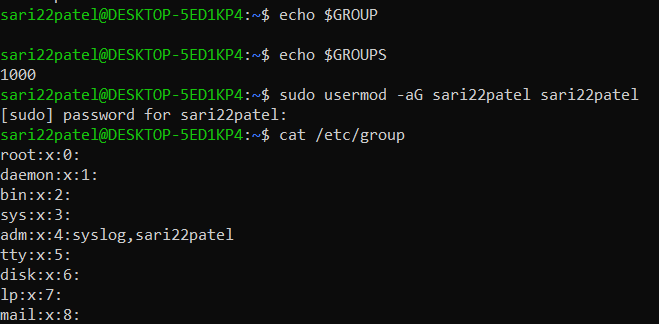 sari22patel@DESKTOP-5ED1KP4:~$ echo $GROUP
sari22patel@DESKTOP-5ED1KP4:~$ echo $GROUPS
1000
sari22patel@DESKTOP-5ED1KP4:~$ sudo usermod -aG sari22patel sari22patel
[sudo] password for sari22patel:
sari22patel@DESKTOP-5ED1KP4:~$ cat /etc/group
root:x:0:
daemon:x:1:
bin:x:2:
sys:x:3:
adm:x:4:syslog,sari22patel
tty:x:5:
disk:x:6:
lp:x:7:
mail:x:8: